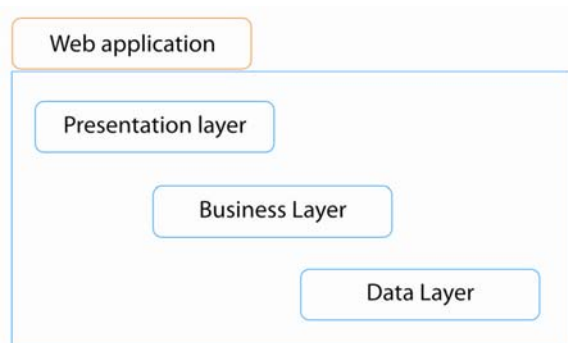 Web application
Presentation layer
Business Layer
Data Layer